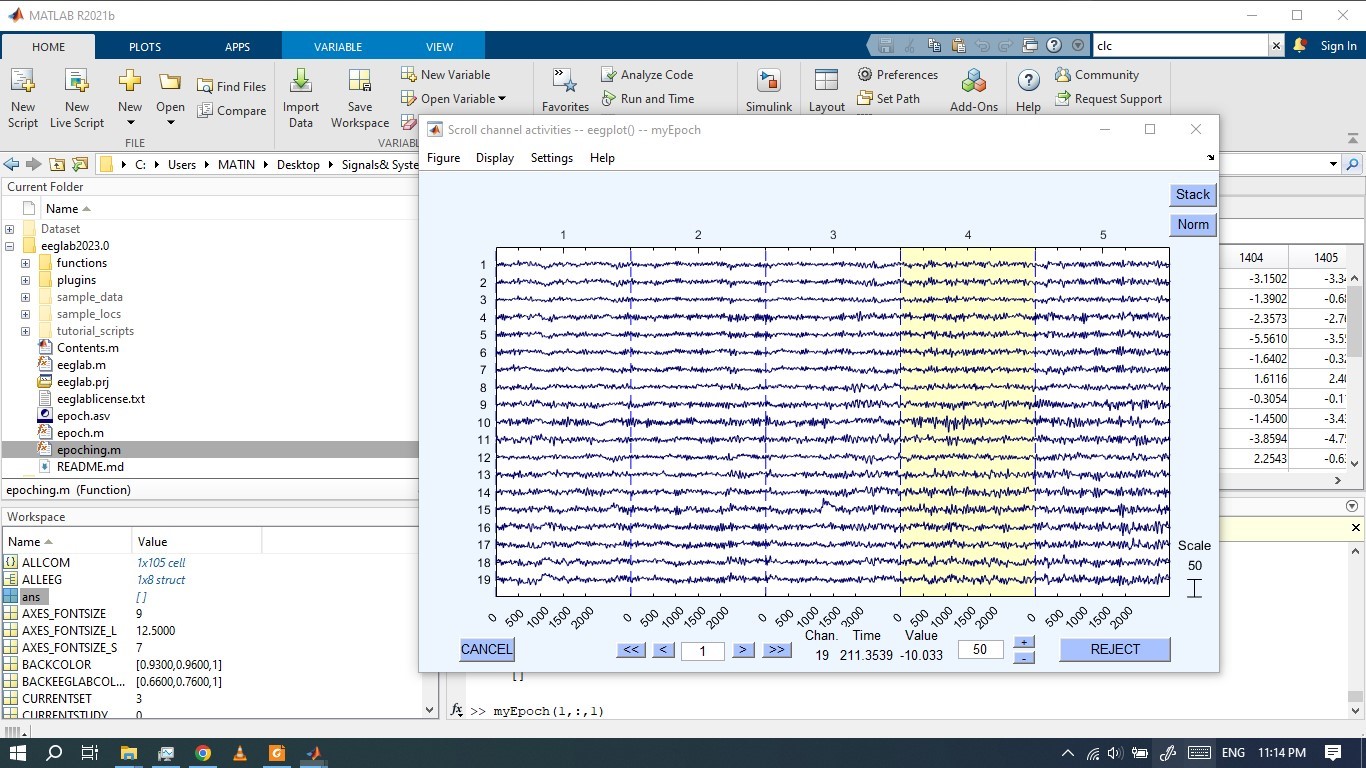 MATLAB R2021b
HOME PLOTS APPS VARIABLE VIEW clc Sign In
New Script
New Live Script
New
Open
Find Files
Compare
Import Data
Save Workspace
New Variable
Open Variable
Favorites
Analyze Code
Run and Time
Simulink
Layout
Preferences
Set Path
Add-Ons
Help
Community
Request Support
FILE VARIABL
C: Users MATIN Desktop Signals& Syste
Current Folder
Name
Dataset
eeglab2023.0
functions
plugins
sample_data
sample_locs
tutorial_scripts
Contents.m
eeglab.m
eeglab.prj
eeglablicense.txt
epoch.asv
epoch.m
epoching.m
README.md
epoching.m (Function)
Workspace
Name Value
ALLCOM 1x105 cell
ALLEEG 1x8 struct
ans []
AXES_FONTSIZE 9
AXES_FONTSIZE_L 12.5000
AXES_FONTSIZE_S 7
BACKCOLOR [0.9300,0.9600,1]
BACKEEGLABCOL... [0.6600,0.7600,1]
CURRENTSET 3
CURRENTSTUDY 0
Scroll channel activities -- eegplot() -- myEpoch
Figure Display Settings Help
Stack
Norm
1 2 3 4 5
1
2
3
4
5
6
7
8
9
10
11
12
13
14
15
16
17
18
19
0 500 1000 1500 2000 0 500 1000 1500 2000 0 500 1000 1500 2000 0 500 1000 1500 2000 0 500 1000 1500 2000
Scale
50
Chan. Time Value
CANCEL << < 1 > >> 19 211.3539 -10.033 50 + - REJECT
1404 1405
-3.1502 -3.34
-1.3902 -0.68
-2.3573 -2.76
-5.5610 -3.55
-1.6402 -0.32
1.6116 2.40
-0.3054 -0.11
-1.4500 -3.43
-3.8594 -4.75
2.2543 -0.63
[]
fx >> myEpoch(1,:,1)
ENG 11:14 PM